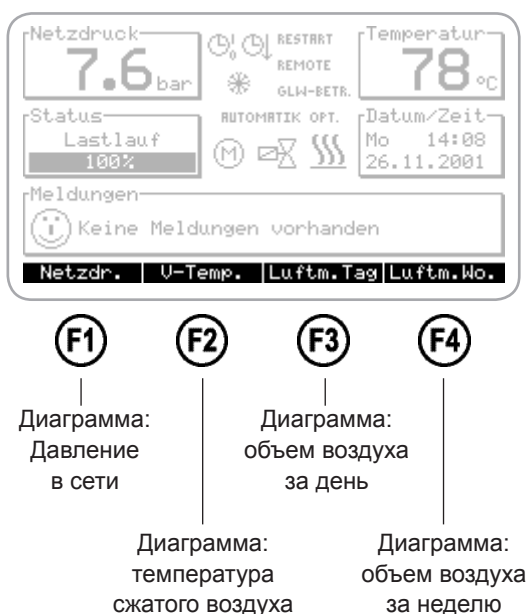 Netzdruck
7.6 bar
RESTART
REMOTE
GLW-BETR.
Temperatur
78 °C
Status
Lastlauf
100%
AUTOMATIK OPT.
M
Datum/Zeit
Mo 14:08
26.11.2001
Meldungen
Keine Meldungen vorhanden
Netzdr. V-Temp. Luftm.Tag Luftm.Wo.
F1 F2 F3 F4
Диаграмма:
Давление
в сети
Диаграмма:
объем воздуха
за день
Диаграмма:
температура
сжатого воздуха
Диаграмма:
объем воздуха
за неделю